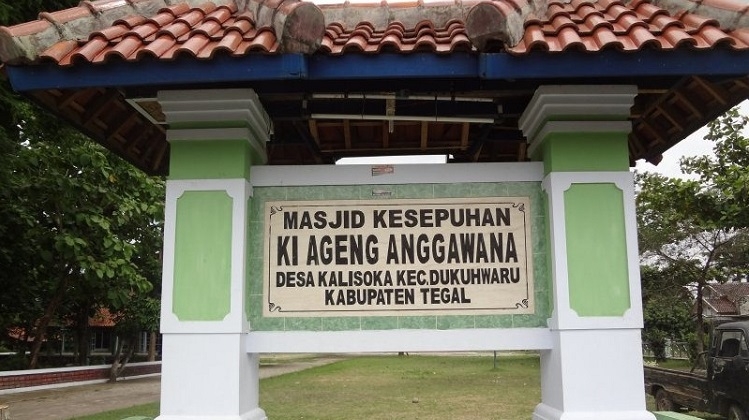 MASJID KESEPUHAN
KI AGENG ANGGAWANA
DESA KALISOKA KEC.DUKUHWARU
KABUPATEN TEGAL